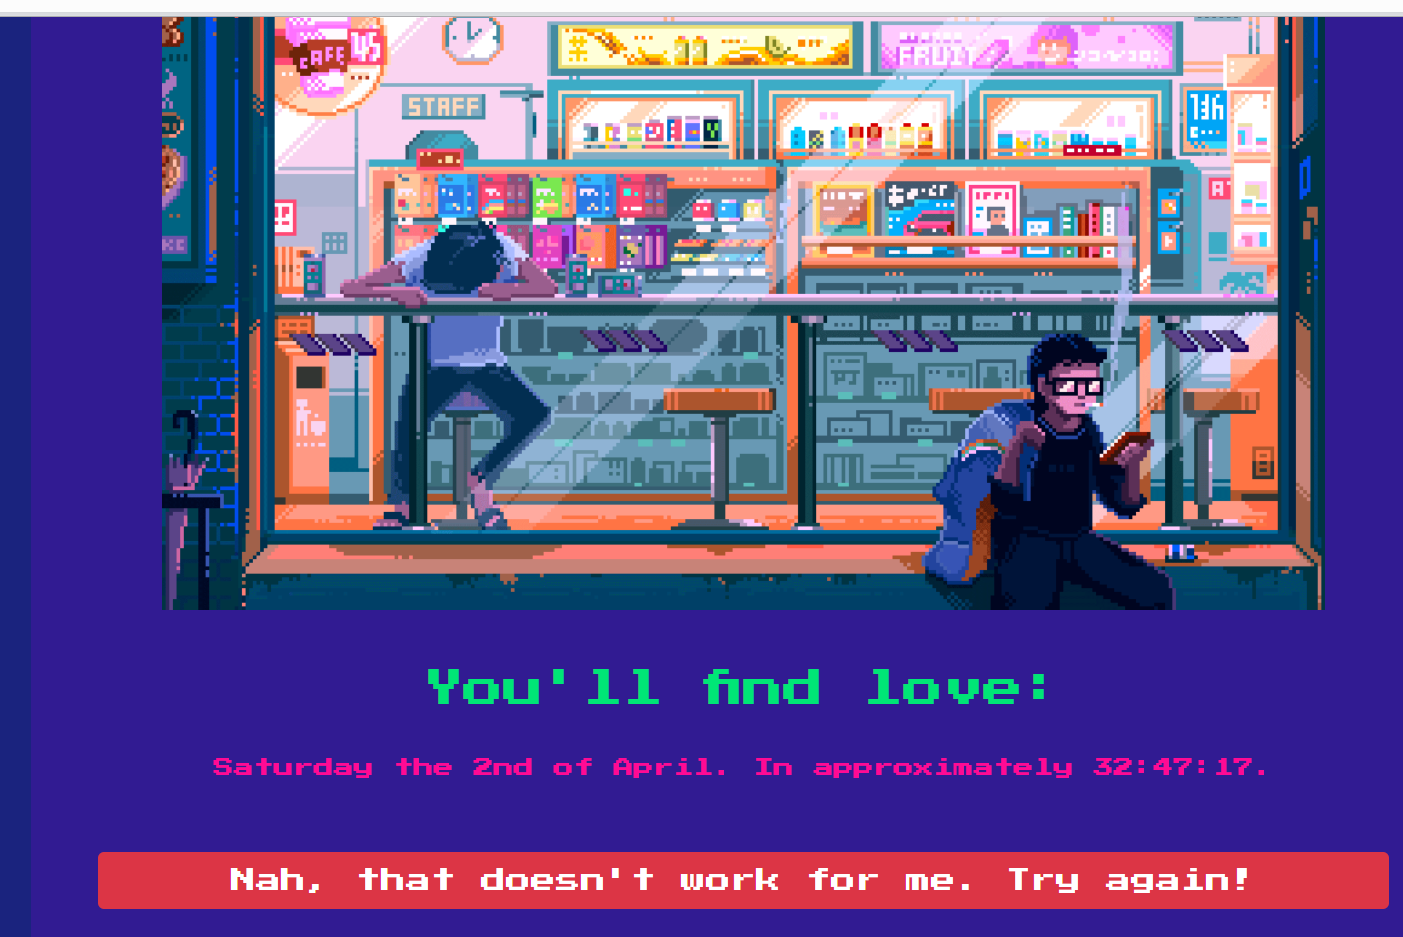 CAFE 45
FRUIT
STAFF
You'll find love:
Saturday the 2nd of April. In approximately 32:47:17.
Nah, that doesn't work for me. Try again!